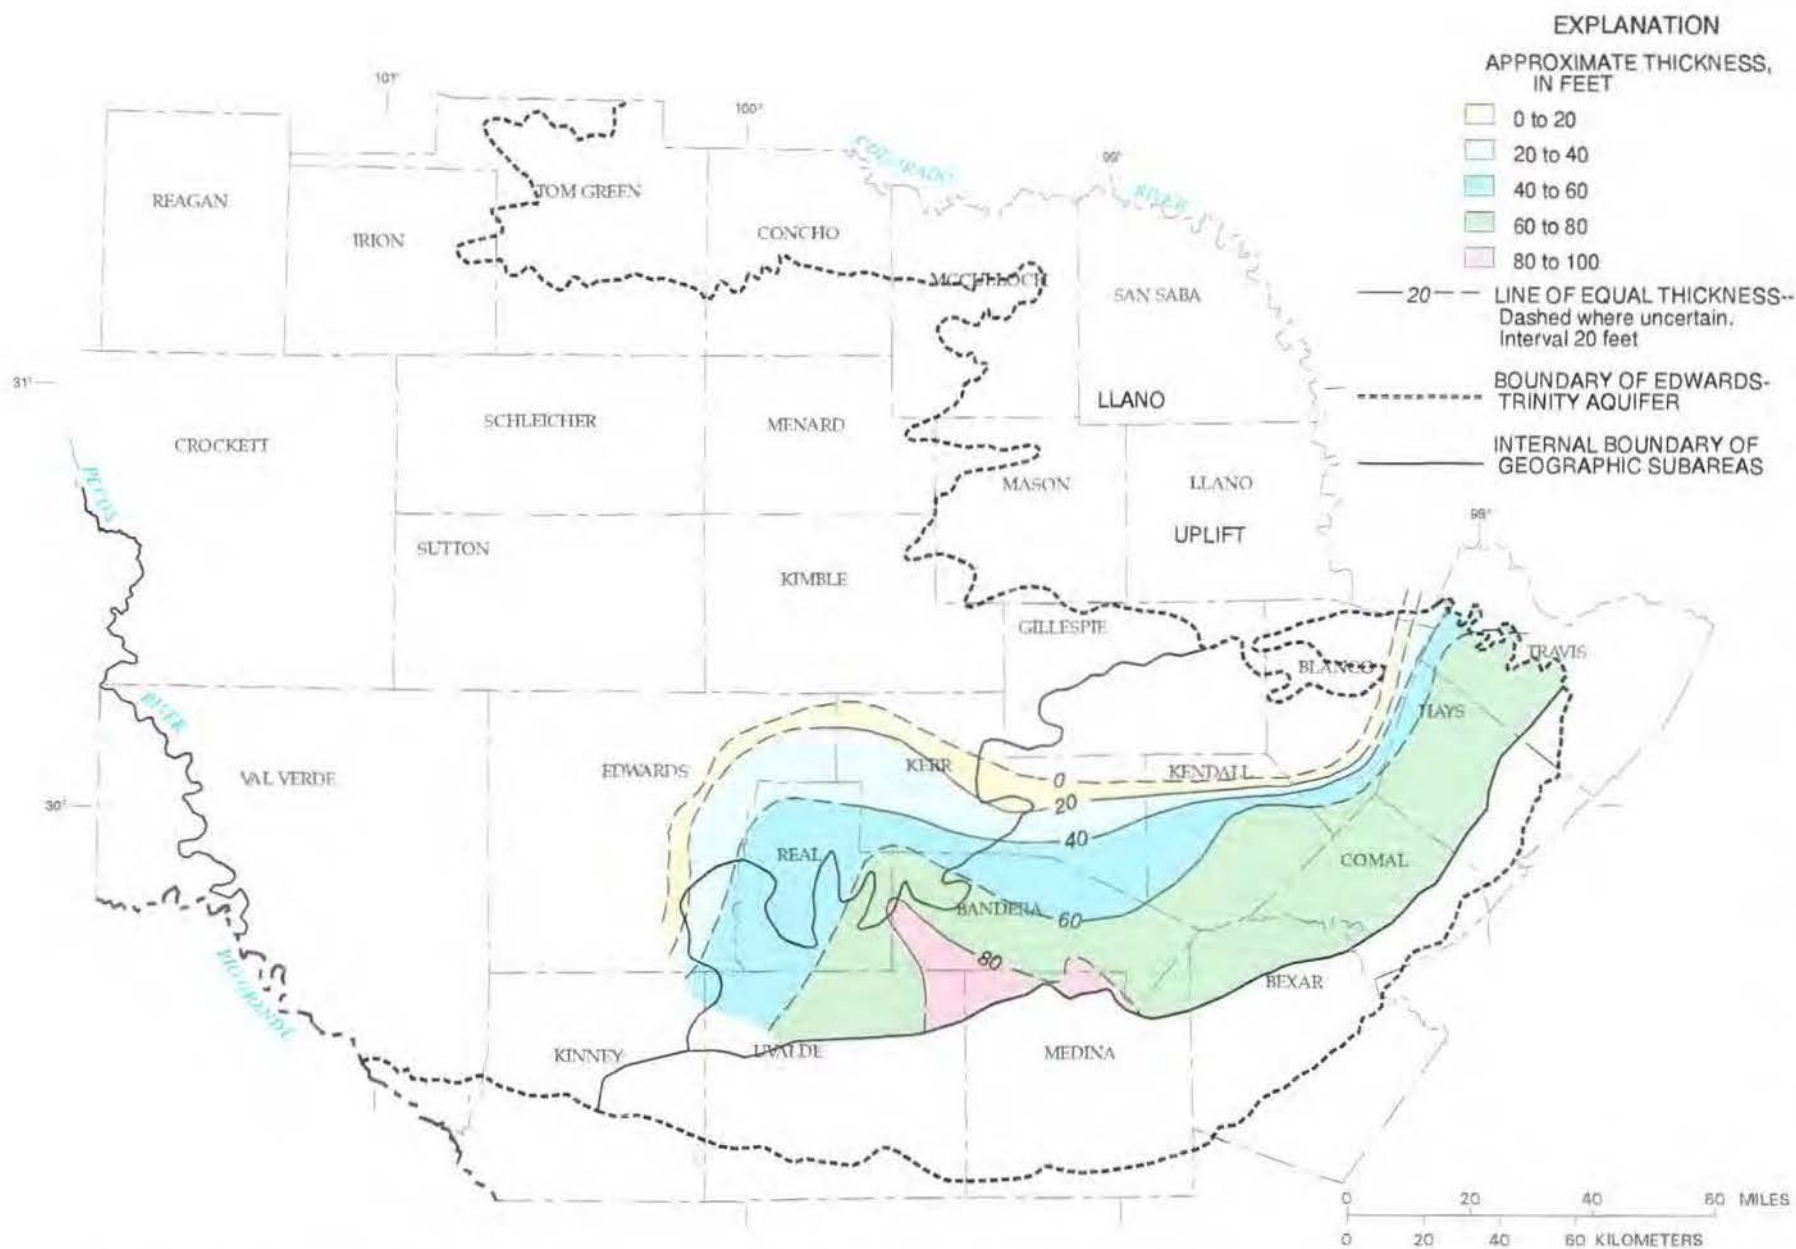 EXPLANATION
APPROXIMATE THICKNESS,
IN FEET
0 to 20
20 to 40
40 to 60
60 to 80
80 to 100
20
LINE OF EQUAL THICKNESS--
Dashed where uncertain.
Interval 20 feet
BOUNDARY OF EDWARDS-
TRINITY AQUIFER
INTERNAL BOUNDARY OF
GEOGRAPHIC SUBAREAS
101°
100°
99°
98°
31°
30°
COLORADO
RIVER
REAGAN
IRION
TOM GREEN
CONCHO
MCCULLOCH
SAN SABA
CROCKETT
SCHLEICHER
MENARD
LLANO
MASON
LLANO
UPLIFT
PECOS
RIVER
SUTTON
KIMBLE
GILLESPIE
BLANCO
TRAVIS
HAYS
VAL VERDE
EDWARDS
KERR
KENDALL
0
20
40
REAL
COMAL
BANDERA
60
80
BEXAR
RIO GRANDE
KINNEY
UVALDE
MEDINA
0 20 40 60 MILES
0 20 40 60 KILOMETERS